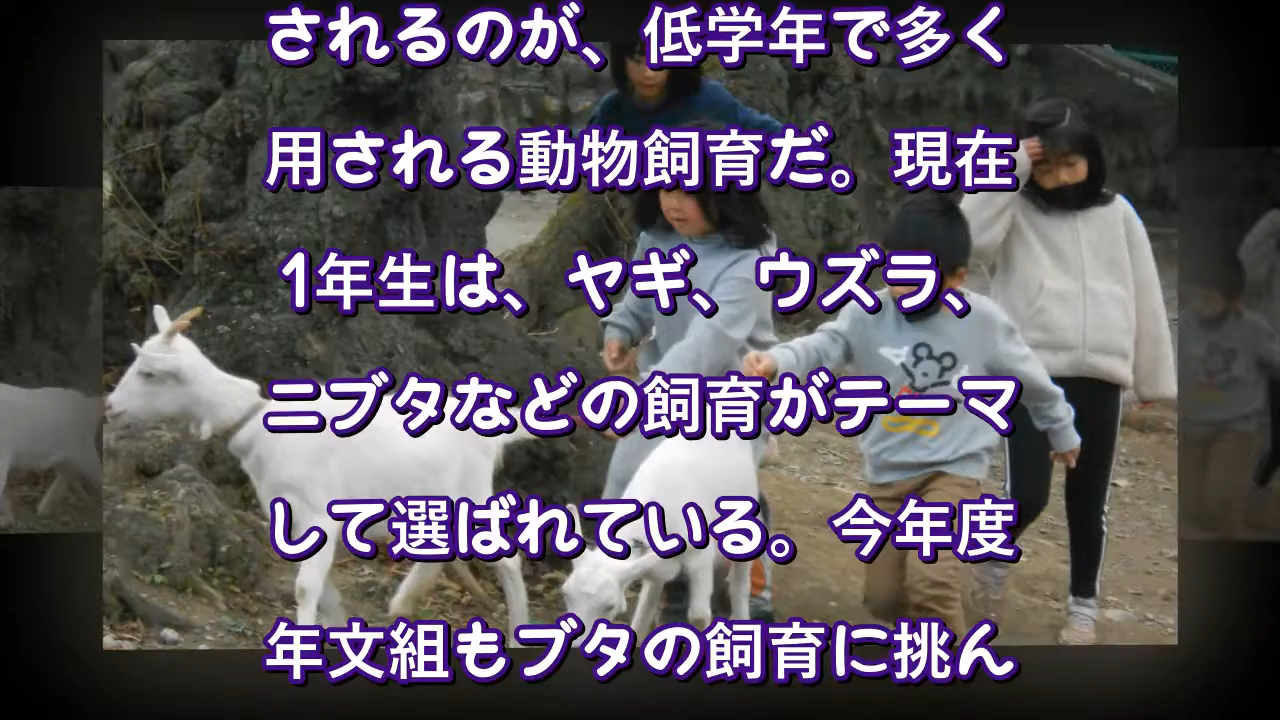 されるのが、低学年で多く
用される動物飼育だ。現在
1年生は、ヤギ、ウズラ、
ニブタなどの飼育がテーマ
して選ばれている。今年度
年文組もブタの飼育に挑ん